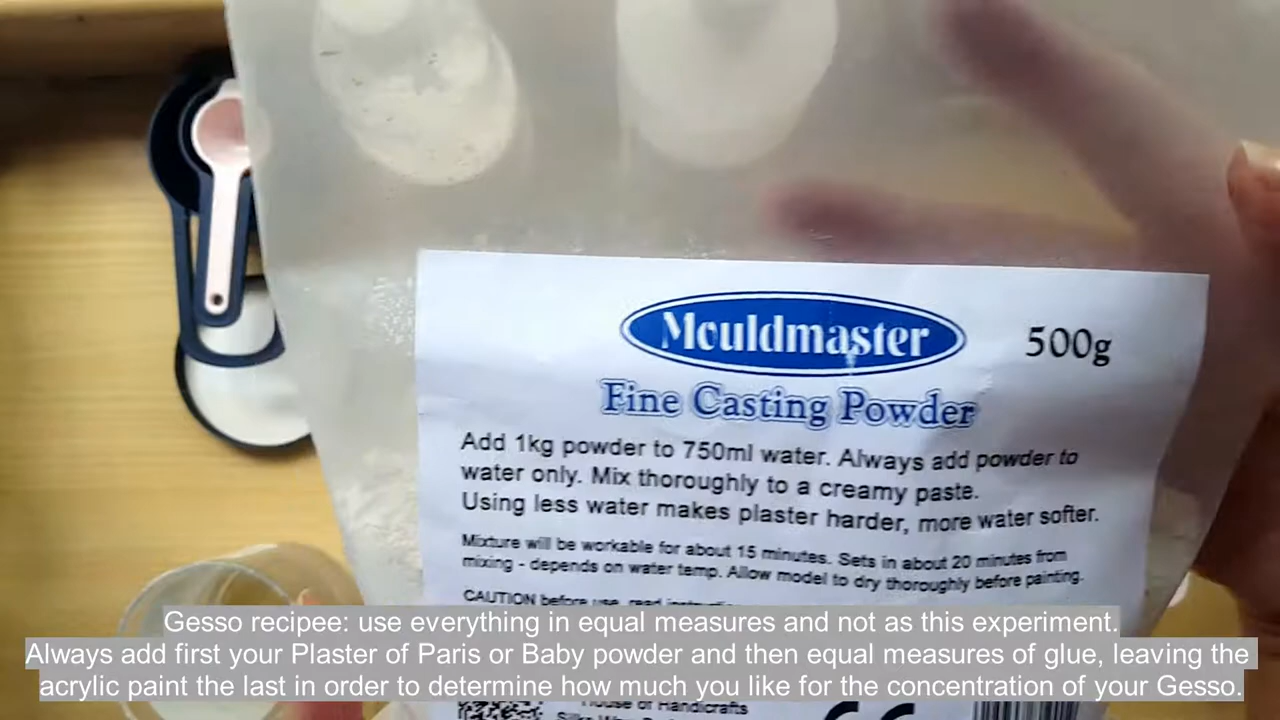 Mouldmaster
500g
Fine Casting Powder
Add 1kg powder to 750ml water. Always add powder to
water only. Mix thoroughly to a creamy paste.
Using less water makes plaster harder, more water softer.
Mixture will be workable for about 15 minutes. Sets in about 20 minutes from
mixing - depends on water temp. Allow model to dry thoroughly before painting.
CAUTION before use, read
Gesso recipee: use everything in equal measures and not as this experiment.
Always add first your Plaster of Paris or Baby powder and then equal measures of glue, leaving the
acrylic paint the last in order to determine how much you like for the concentration of your Gesso.
House of Handicrafts
CE